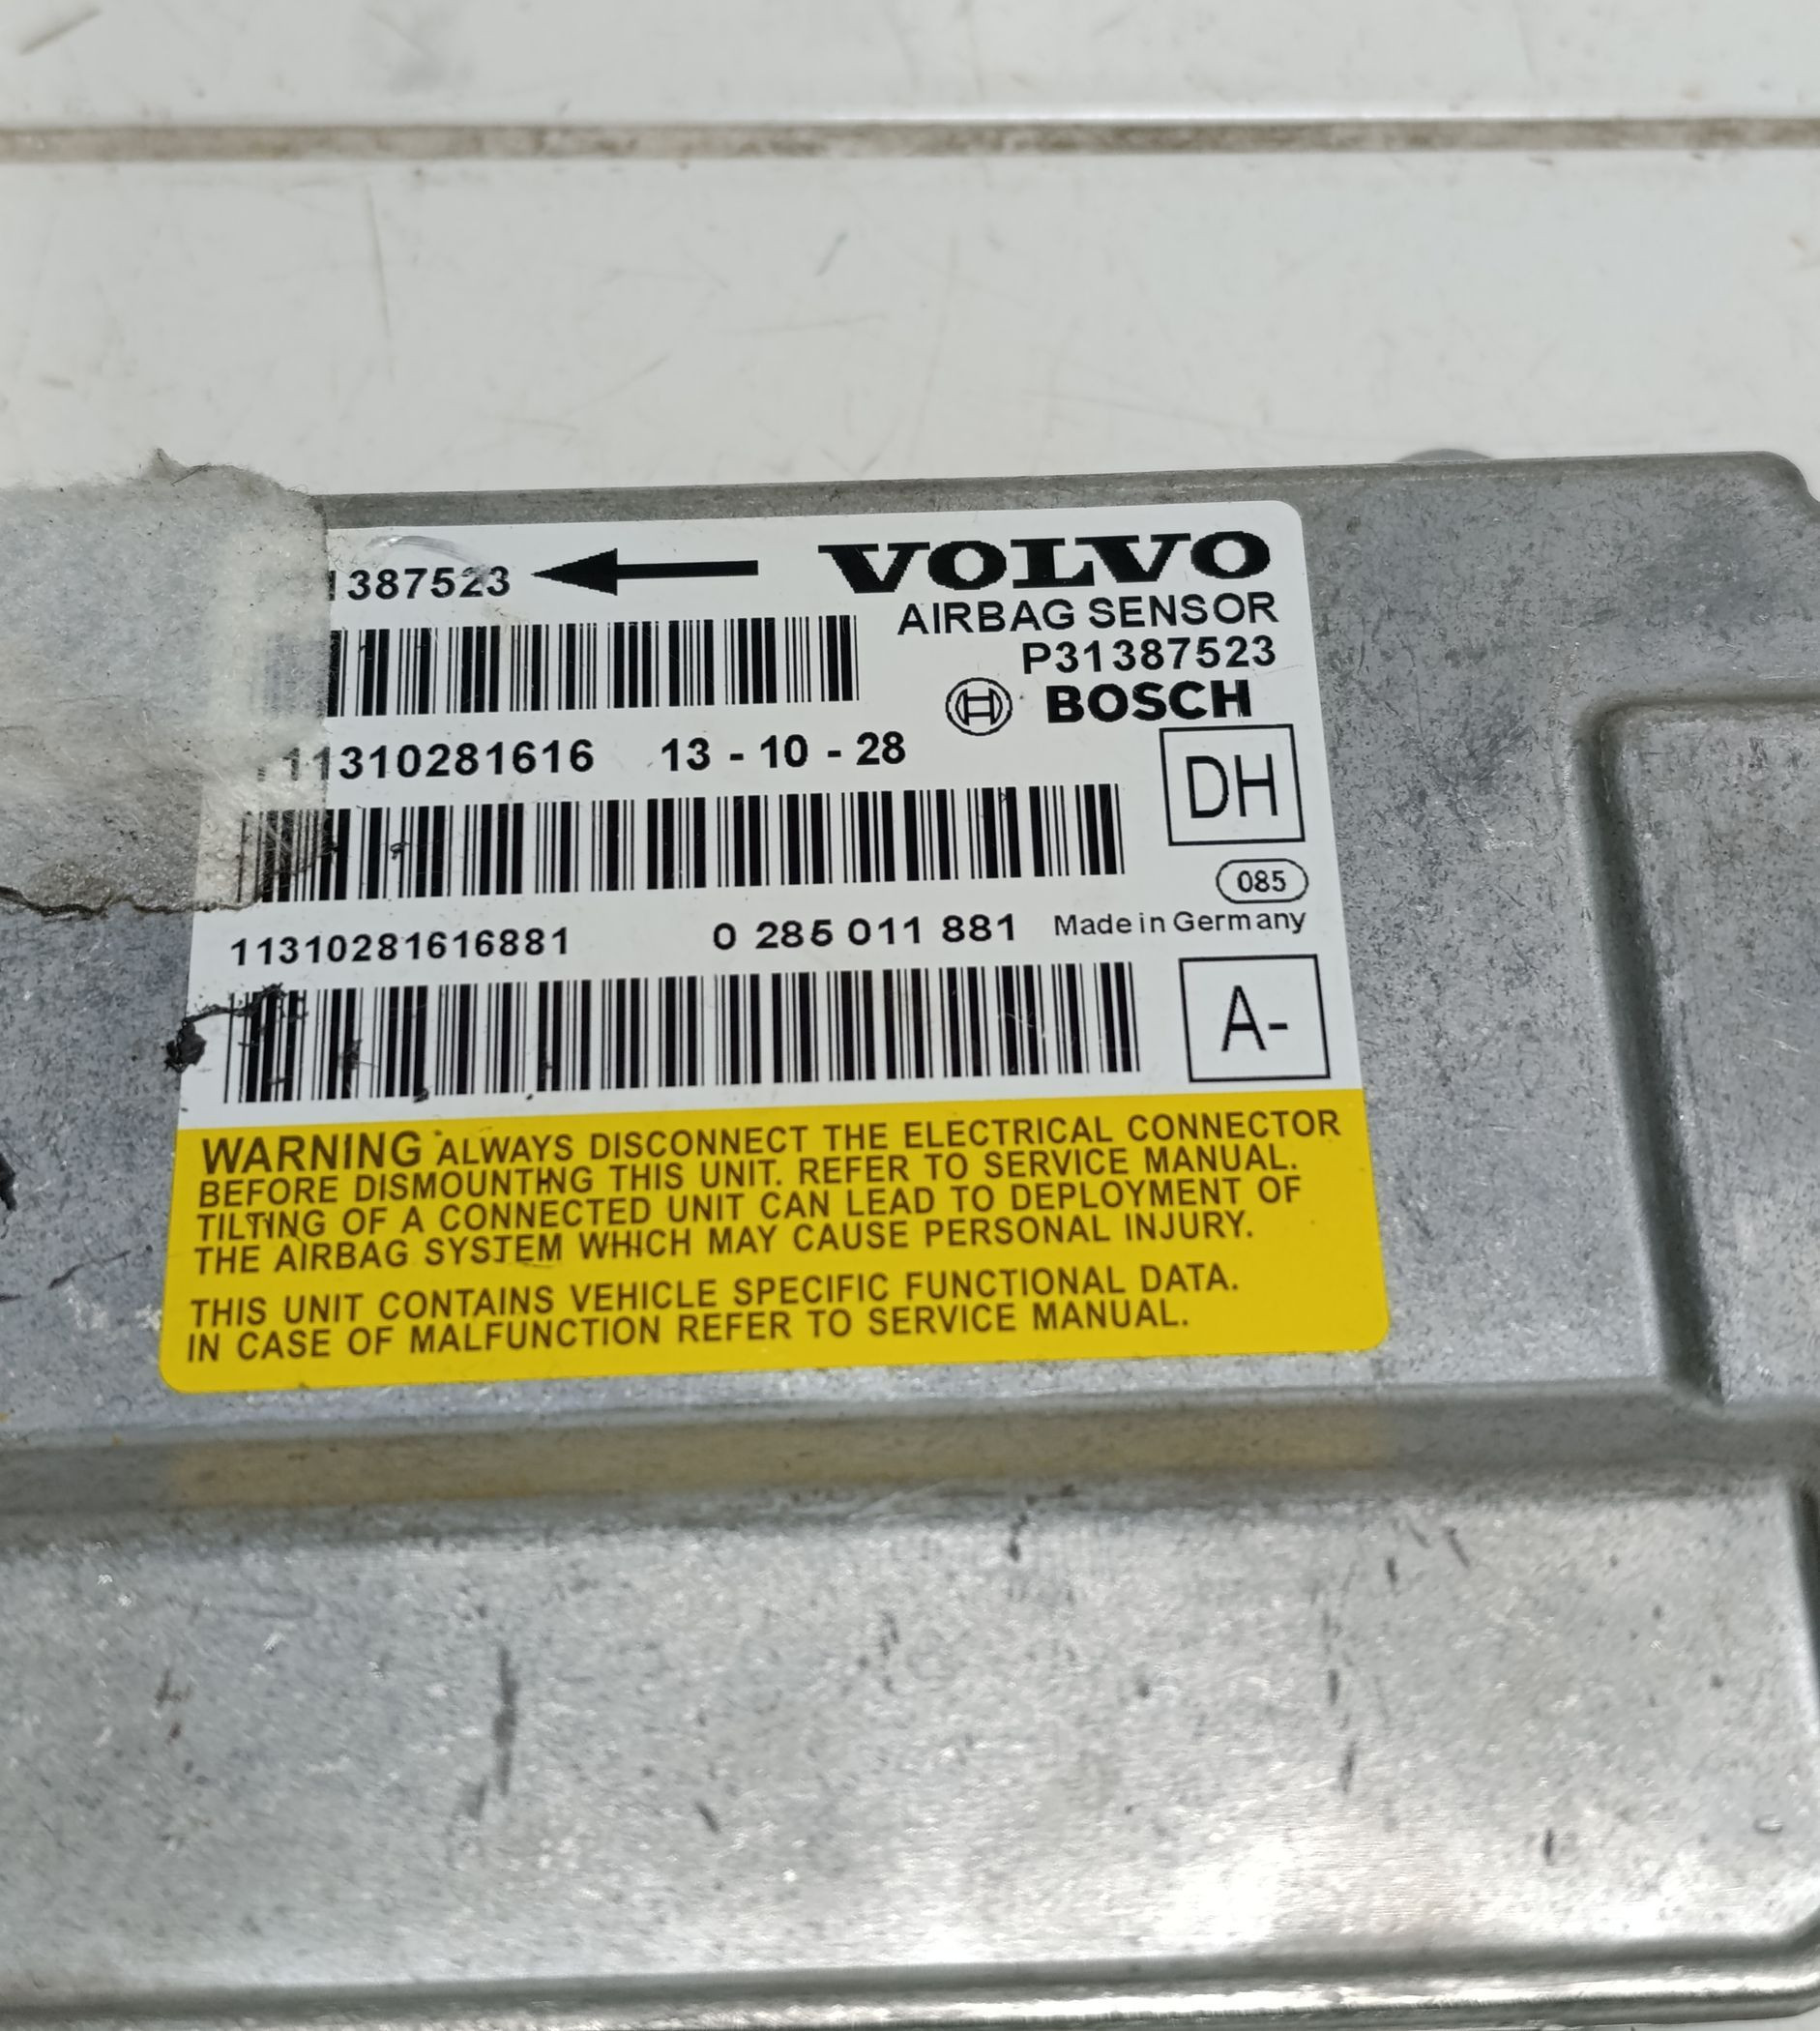 1387523
VOLVO
AIRBAG SENSOR
P31387523
BOSCH
11310281616 13 - 10 - 28
DH
085
11310281616881 0 285 011 881 Made in Germany
A-
WARNING ALWAYS DISCONNECT THE ELECTRICAL CONNECTOR
BEFORE DISMOUNTING THIS UNIT. REFER TO SERVICE MANUAL.
TILTING OF A CONNECTED UNIT CAN LEAD TO DEPLOYMENT OF
THE AIRBAG SYSTEM WHICH MAY CAUSE PERSONAL INJURY.
THIS UNIT CONTAINS VEHICLE SPECIFIC FUNCTIONAL DATA.
IN CASE OF MALFUNCTION REFER TO SERVICE MANUAL.